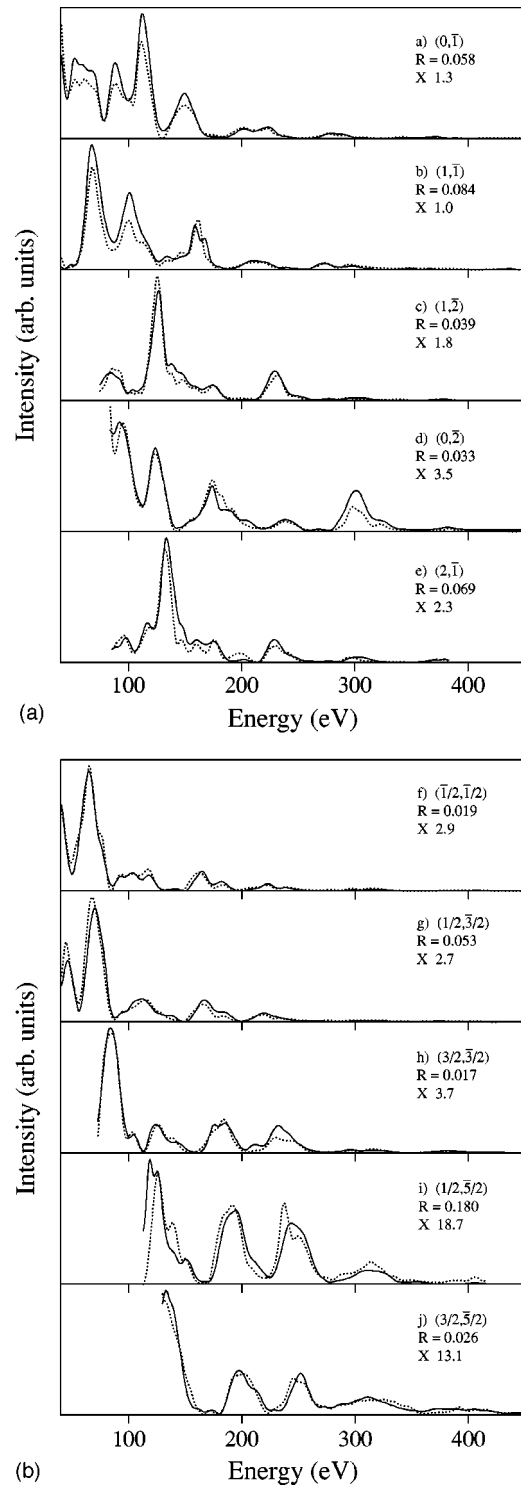 a) (0,1̅)
R = 0.058
X 1.3
b) (1,1̅)
R = 0.084
X 1.0
c) (1,2̅)
R = 0.039
X 1.8
d) (0,2̅)
R = 0.033
X 3.5
e) (2,1̅)
R = 0.069
X 2.3
Intensity (arb. units)
100 200 300 400
Energy (eV)
(a)
f) (1̅/2,1̅/2)
R = 0.019
X 2.9
g) (1/2,3̅/2)
R = 0.053
X 2.7
h) (3/2,3̅/2)
R = 0.017
X 3.7
i) (1/2,5̅/2)
R = 0.180
X 18.7
j) (3/2,5̅/2)
R = 0.026
X 13.1
Intensity (arb. units)
100 200 300 400
Energy (eV)
(b)